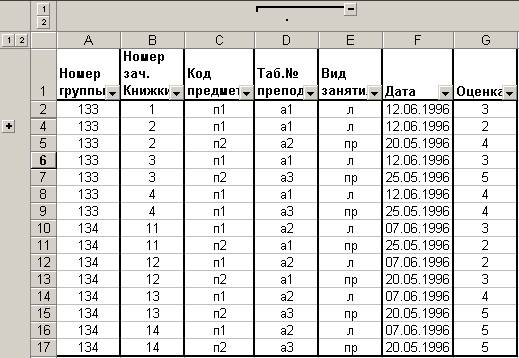 1
2
1 2
A B C D E F G
1 Номер группы Номер зач. Книжки Код предмет Таб.№ препод Вид заняти Дата Оценка
2 133 1 п1 а1 л 12.06.1996 3
4 133 2 п1 а1 л 12.06.1996 2
5 133 2 п2 а2 пр 20.05.1996 4
6 133 3 п1 а1 л 12.06.1996 3
7 133 3 п2 а3 пр 25.05.1996 5
8 133 4 п1 а1 л 12.06.1996 4
9 133 4 п1 а3 пр 25.05.1996 4
10 134 11 п1 а2 л 07.06.1996 3
11 134 11 п2 а1 пр 25.05.1996 2
12 134 12 п1 а2 л 07.06.1996 2
13 134 12 п2 а1 пр 20.05.1996 3
14 134 13 п1 а2 л 07.06.1996 4
15 134 13 п2 а3 пр 20.05.1996 5
16 134 14 п1 а2 пр 07.06.1996 5
17 134 14 п2 а3 пр 20.05.1996 5